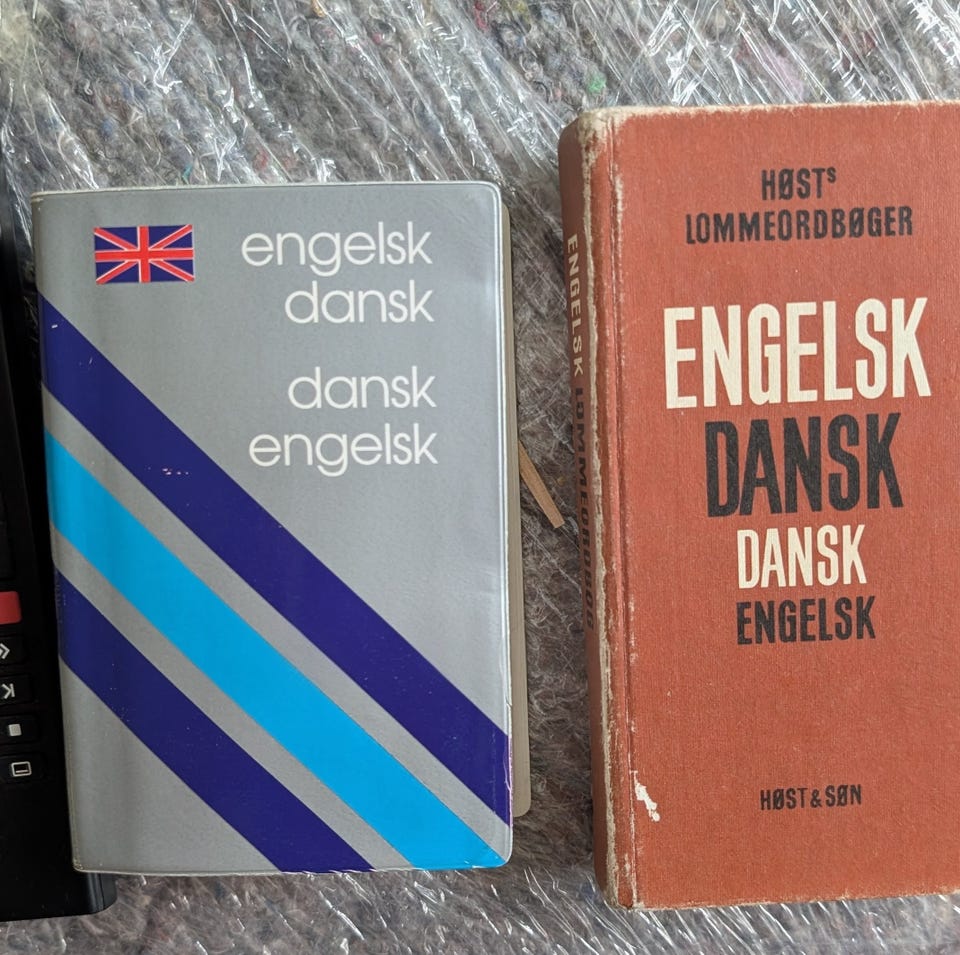 engelsk
dansk
dansk
engelsk
HØSTS
LOMMEORDBØGER
ENGELSK
DANSK
DANSK
ENGELSK
HØST & SØN
ENGELSK LOMMEORDBOG